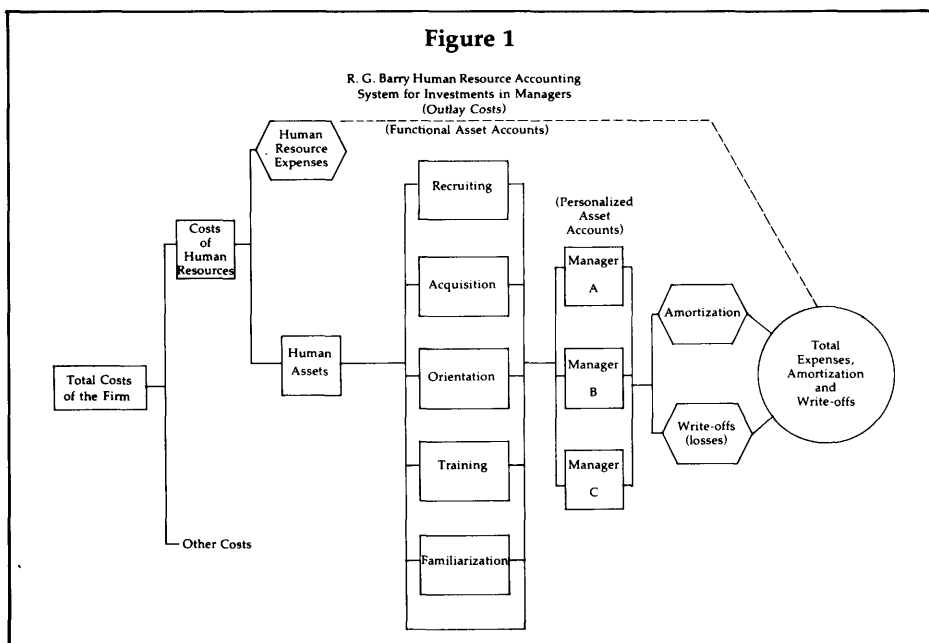 Figure 1
R. G. Barry Human Resource Accounting
System for Investments in Managers
(Outlay Costs)
(Functional Asset Accounts)
Human
Resource
Expenses
Costs
of
Human
Resources
Human
Assets
Total Costs
of the Firm
Other Costs
Recruiting
Acquisition
Orientation
Training
Familiarization
(Personalized
Asset
Accounts)
Manager
A
Manager
B
Manager
C
Amortization
Write-offs
(losses)
Total
Expenses,
Amortization
and
Write-offs